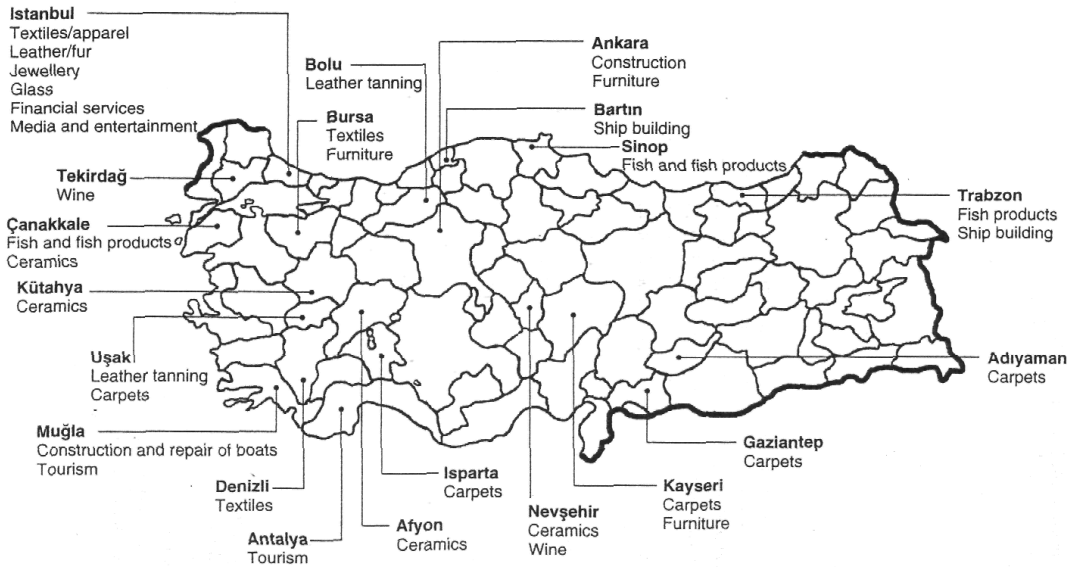 Istanbul
Textiles/apparel
Leather/fur
Jewellery
Glass
Financial services
Media and entertainment
Bolu
Leather tanning
Bursa
Textiles
Furniture
Ankara
Construction
Furniture
Bartın
Ship building
Sinop
Fish and fish products
Tekirdağ
Wine
Trabzon
Fish products
Ship building
Çanakkale
Fish and fish products
Ceramics
Kütahya
Ceramics
Uşak
Leather tanning
Carpets
Adıyaman
Carpets
Muğla
Construction and repair of boats
Tourism
Gaziantep
Carpets
Denizli
Textiles
Isparta
Carpets
Kayseri
Carpets
Furniture
Nevşehir
Ceramics
Wine
Afyon
Ceramics
Antalya
Tourism